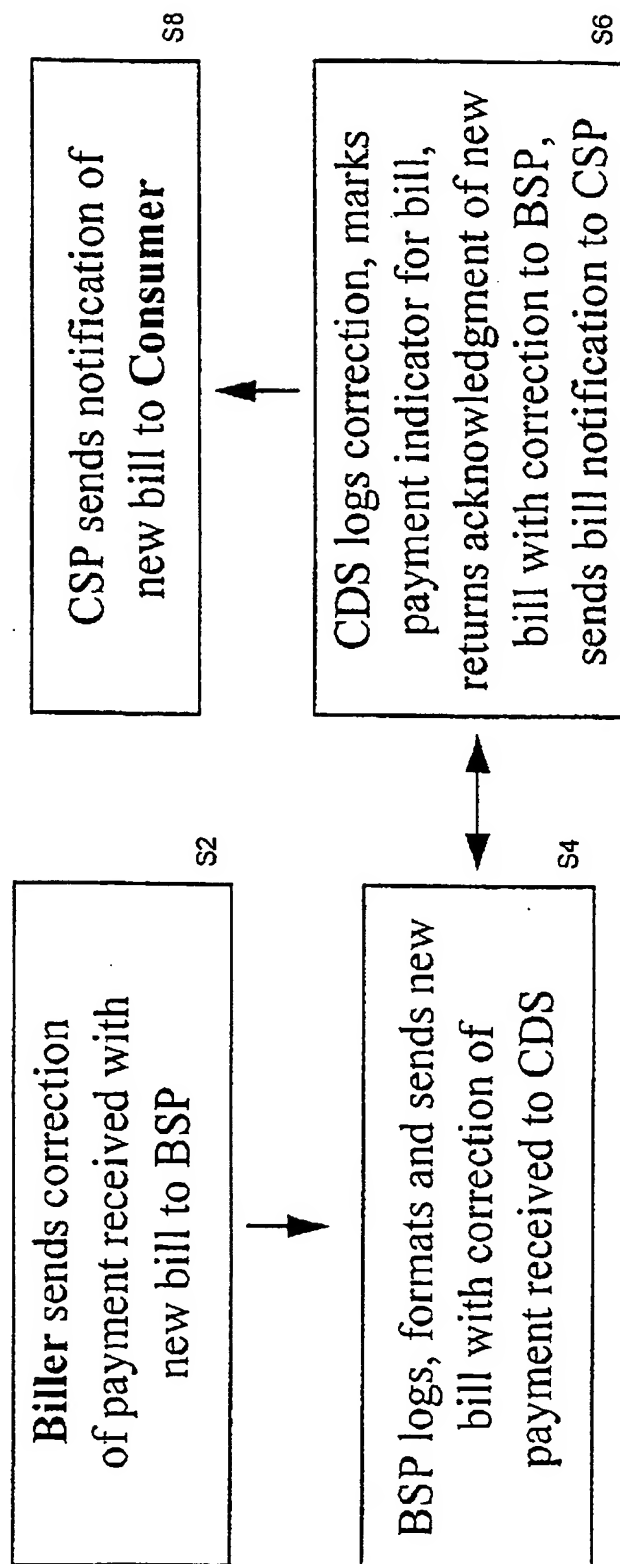 Biller sends correction
of payment received with
new bill to BSP
S2
BSP logs, formats and sends new
bill with correction of
payment received to CDS
S4
CDS logs correction, marks
payment indicator for bill,
returns acknowledgment of new
bill with correction to BSP,
sends bill notification to CSP
S6
CSP sends notification of
new bill to Consumer
S8